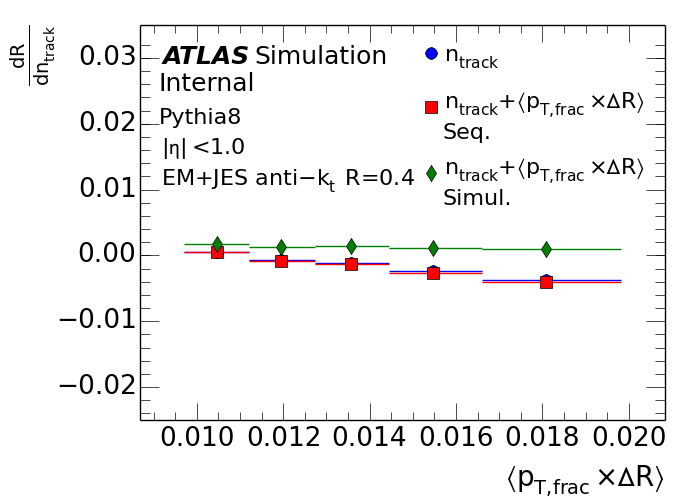 dR
dn_track
0.03
0.02
0.01
0.00
−0.01
−0.02
ATLAS Simulation
Internal
Pythia8
|η| <1.0
EM+JES anti−k_t R=0.4
n_track
n_track+⟨p_T,frac ×ΔR⟩
Seq.
n_track+⟨p_T,frac ×ΔR⟩
Simul.
0.010 0.012 0.014 0.016 0.018 0.020
⟨p_T,frac ×ΔR⟩